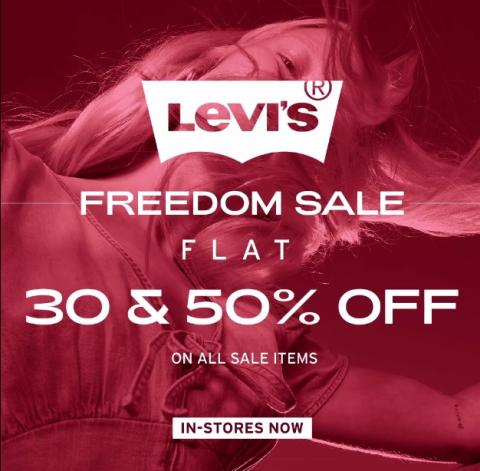 LEVI'S®
FREEDOM SALE
FLAT
30 & 50% OFF
ON ALL SALE ITEMS
IN-STORES NOW